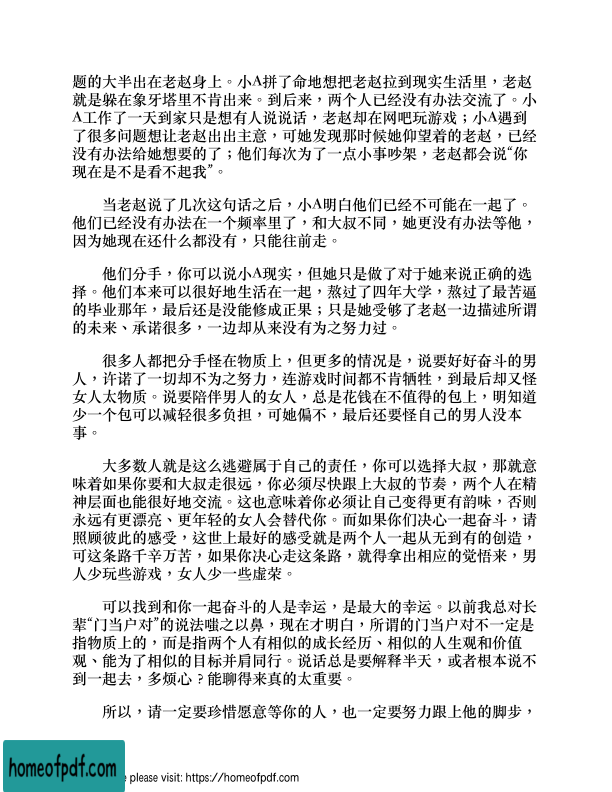 题的大半出在老赵身上。小A拼了命地想把老赵拉到现实生活里，老赵
就是躲在象牙塔里不肯出来。到后来，两个人已经没有办法交流了。小
A工作了一天到家只是想有人说说话，老赵却在网吧玩游戏；小A遇到
了很多问题想让老赵出出主意，可她发现那时候她仰望着的老赵，已经
没有办法给她想要的了；他们每次为了一点小事吵架，老赵都会说“你
现在是不是看不起我”。
当老赵说了几次这句话之后，小A明白他们已经不可能在一起了。
他们已经没有办法在一个频率里了，和大叔不同，她更没有办法等他，
因为她现在还什么都没有，只能往前走。
他们分手，你可以说小A现实，但她只是做了对于她来说正确的选
择。他们本来可以很好地生活在一起，熬过了四年大学，熬过了最苦逼
的毕业那年，最后还是没能修成正果；只是她受够了老赵一边描述所谓
的未来、承诺很多，一边却从来没有为之努力过。
很多人都把分手怪在物质上，但更多的情况是，说要好好奋斗的男
人，许诺了一切却不为之努力，连游戏时间都不肯牺牲，到最后却又怪
女人太物质。说要陪伴男人的女人，总是花钱在不值得的包上，明知道
少一个包可以减轻很多负担，可她偏不，最后还要怪自己的男人没本
事。
大多数人就是这么逃避属于自己的责任，你可以选择大叔，那就意
味着如果你要和大叔走很远，你必须尽快跟上大叔的节奏，两个人在精
神层面也能很好地交流。这也意味着你必须让自己变得更有韵味，否则
永远有更漂亮、更年轻的女人会替代你。而如果你们决心一起奋斗，请
照顾彼此的感受，这世上最好的感受就是两个人一起从无到有的创造，
可这条路千辛万苦，如果你决心走这条路，就得拿出相应的觉悟来，男
人少玩些游戏，女人少一些虚荣。
可以找到和你一起奋斗的人是幸运，是最大的幸运。以前我总对长
辈“门当户对”的说法嗤之以鼻，现在才明白，所谓的门当户对不一定是
指物质上的，而是指两个人有相似的成长经历、相似的人生观和价值
观、能为了相似的目标并肩同行。说话总是要解释半天，或者根本说不
到一起去，多烦心？能聊得来真的太重要。
所以，请一定要珍惜愿意等你的人，也一定要努力跟上他的脚步，
homeofpdf.com
e please visit: https://homeofpdf.com